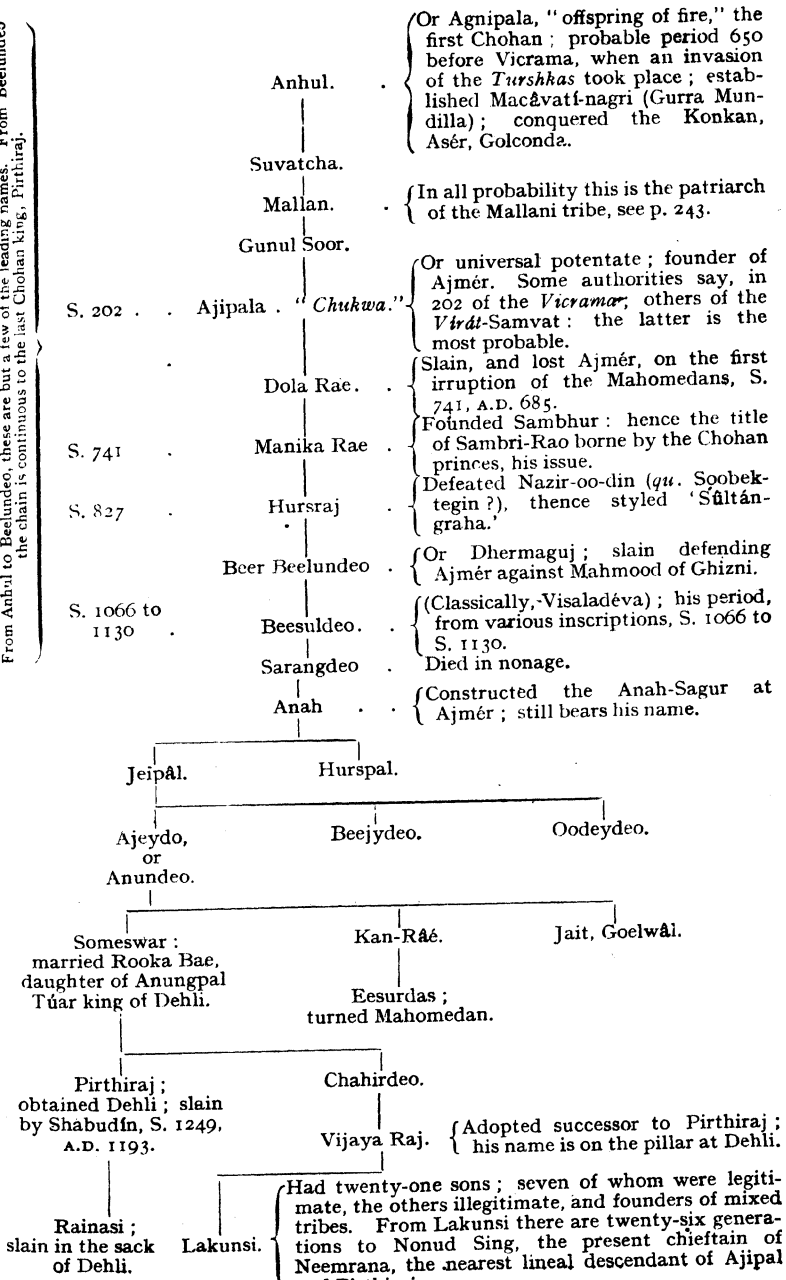 From Anhul to Beelundeo, these are but a few of the leading names. From Beelundeo
the chain is continuous to the last Chohan king, Pirthiraj.
Anhul. .
Or Agnipala, "offspring of fire," the
first Chohan ; probable period 650
before Vicrama, when an invasion
of the Turshkas took place ; estab-
lished Macâvatí-nagri (Gurra Mun-
dilla) ; conquered the Konkan,
Asér, Golconda.
Suvatcha.
Mallan. .
In all probability this is the patriarch
of the Mallani tribe, see p. 243.
Gunul Soor.
S. 202 . . Ajipala . "Chukwa."
Or universal potentate ; founder of
Ajmér. Some authorities say, in
202 of the Vicrama; others of the
Virát-Samvat : the latter is the
most probable.
Dola Rae. .
Slain, and lost Ajmér, on the first
irruption of the Mahomedans, S.
741, A.D. 685.
S. 741 . Manika Rae .
Founded Sambhur : hence the title
of Sambri-Rao borne by the Chohan
princes, his issue.
S. 827 . Hursraj .
Defeated Nazir-oo-din (qu. Soobek-
tegin ?), thence styled 'Sûltán-
graha.'
Beer Beelundeo .
Or Dhermaguj ; slain defending
Ajmér against Mahmood of Ghizni.
S. 1066 to
1130 . Beesuldeo. .
(Classically, Visaladéva) ; his period,
from various inscriptions, S. 1066 to
S. 1130.
Sarangdeo . Died in nonage.
Anah . .
Constructed the Anah-Sagur at
Ajmér ; still bears his name.
Jeipâl. Hurspal.
Ajeydo, Beejydeo. Oodeydeo.
or
Anundeo.
Someswar : Kan-Râé. Jait, Goelwâl.
married Rooka Bae,
daughter of Anungpal
Túar king of Dehli.
Eesurdas ;
turned Mahomedan.
Pirthiraj ; Chahirdeo.
obtained Dehli ; slain
by Shabudín, S. 1249,
A.D. 1193.
Vijaya Raj.
Adopted successor to Pirthiraj ;
his name is on the pillar at Dehli.
Rainasi ;
slain in the sack
of Dehli.
Lakunsi.
Had twenty-one sons ; seven of whom were legiti-
mate, the others illegitimate, and founders of mixed
tribes. From Lakunsi there are twenty-six genera-
tions to Nonud Sing, the present chieftain of
Neemrana, the nearest lineal descendant of Ajipal